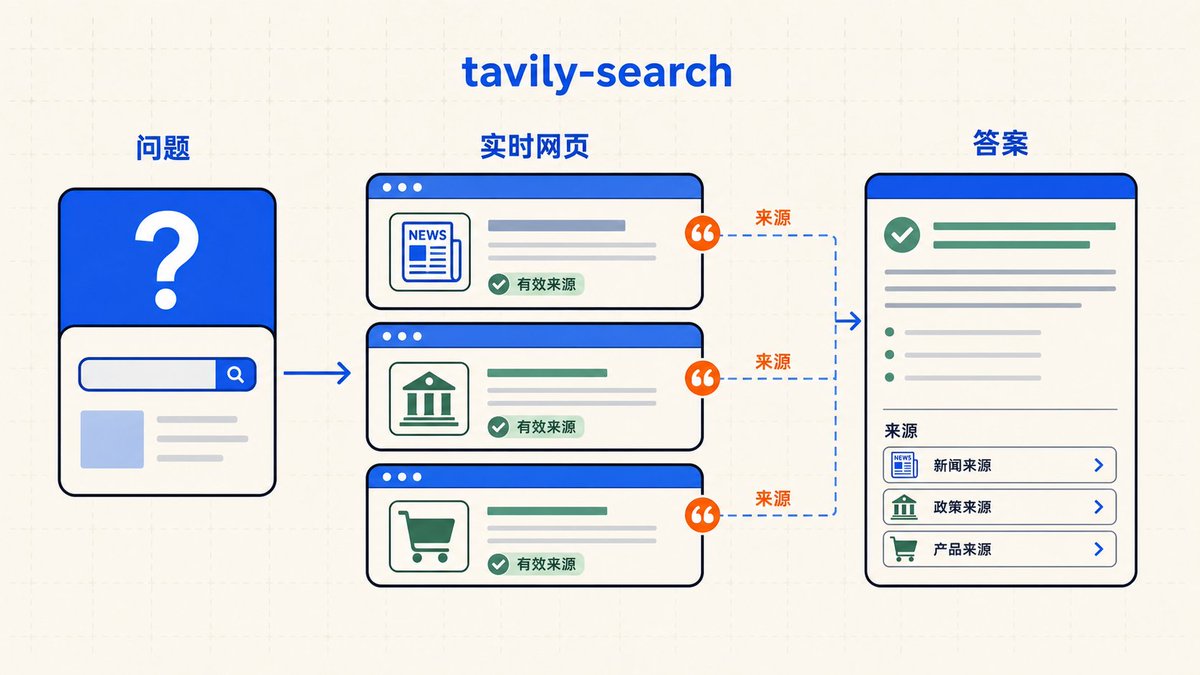 tavily-search
问题
实时网页
答案
NEWS
有效来源
来源
有效来源
来源
有效来源
来源
来源
NEWS
新闻来源
政策来源
产品来源